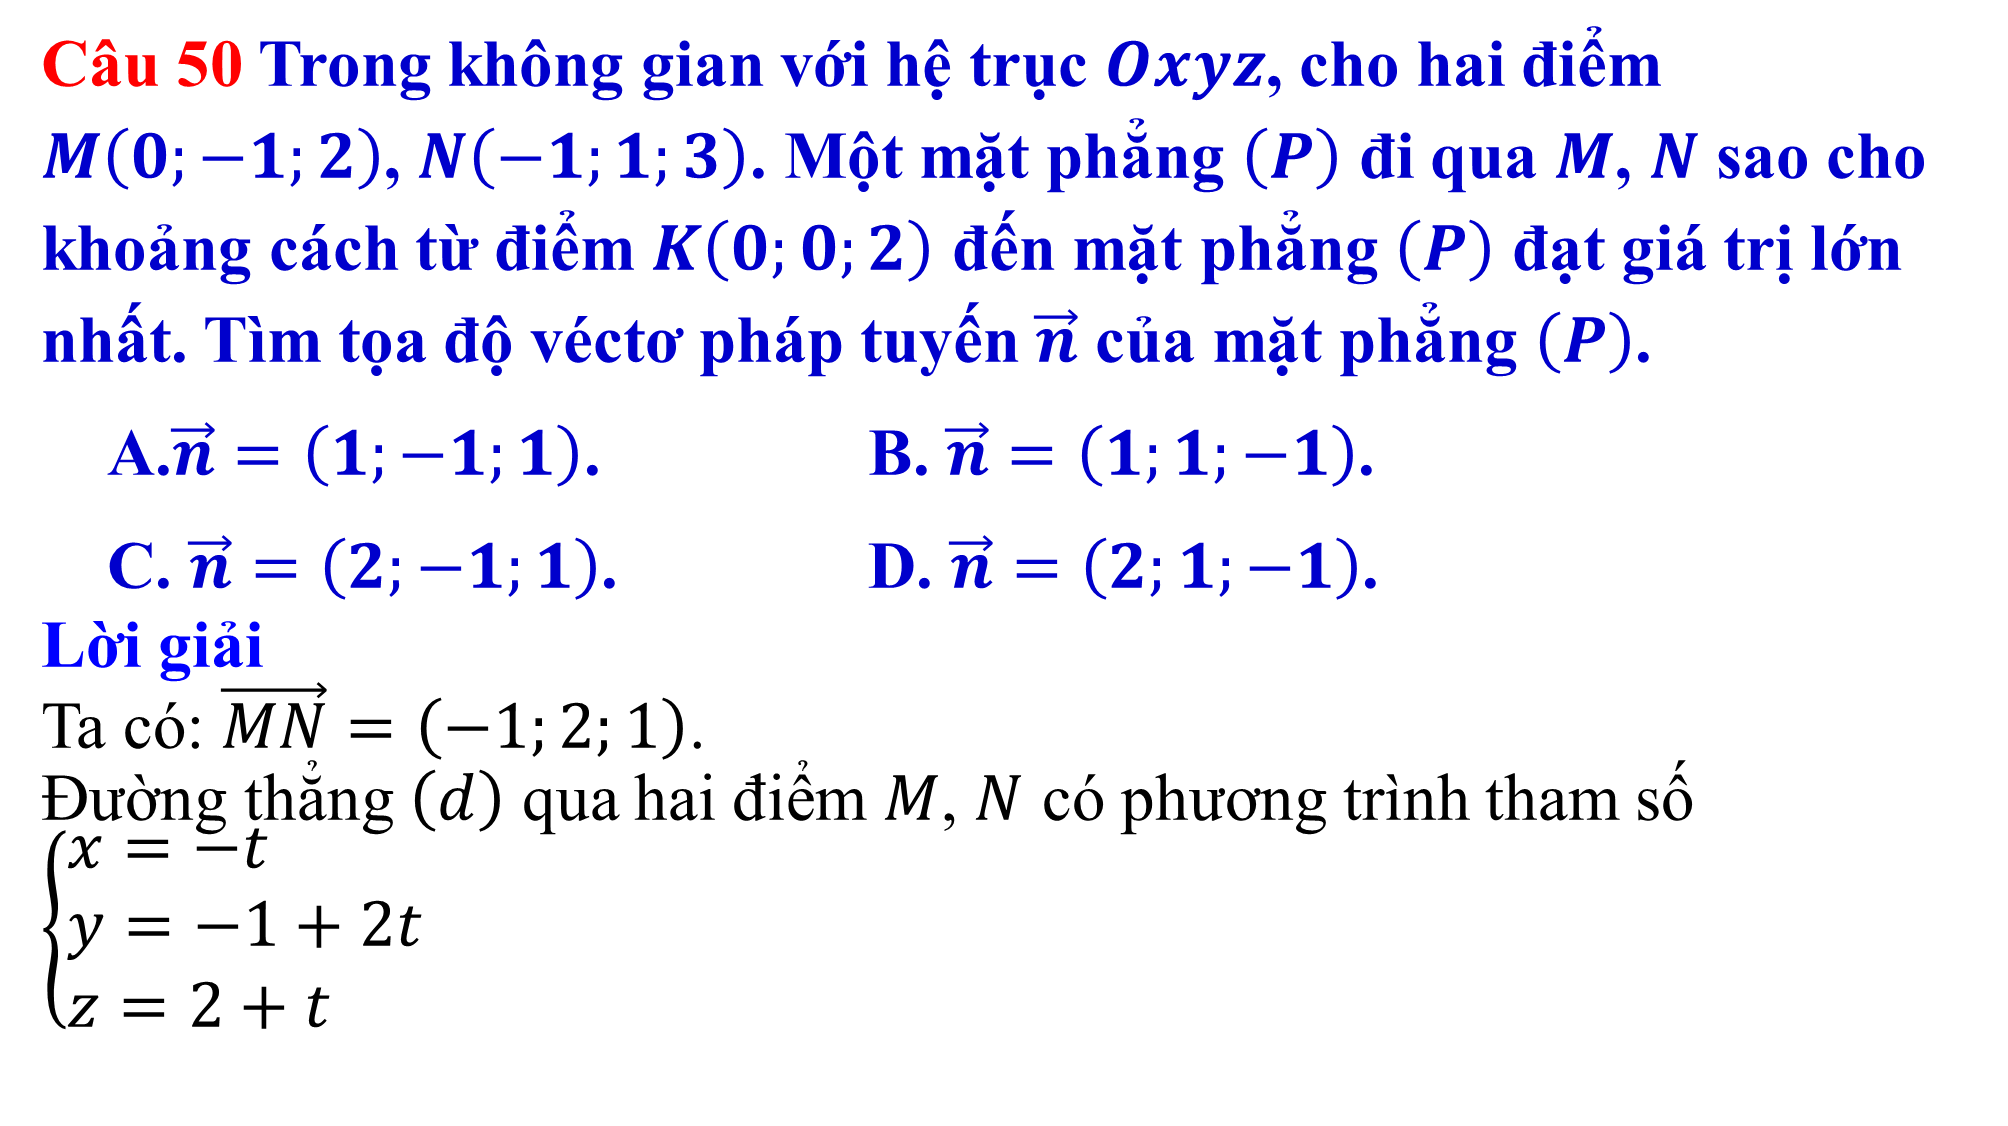 Câu 50 Trong không gian với hệ trục Oxyz, cho hai điểm
M(0; −1; 2), N(−1; 1; 3). Một mặt phẳng (P) đi qua M, N sao cho
khoảng cách từ điểm K(0; 0; 2) đến mặt phẳng (P) đạt giá trị lớn
nhất. Tìm tọa độ véctơ pháp tuyến n⃗ của mặt phẳng (P).
A.n⃗ = (1; −1; 1). B. n⃗ = (1; 1; −1).
C. n⃗ = (2; −1; 1). D. n⃗ = (2; 1; −1).
Lời giải
Ta có: \overrightarrow{MN} = (−1; 2; 1).
Đường thẳng (d) qua hai điểm M, N có phương trình tham số
{x = −t
y = −1 + 2t
z = 2 + t